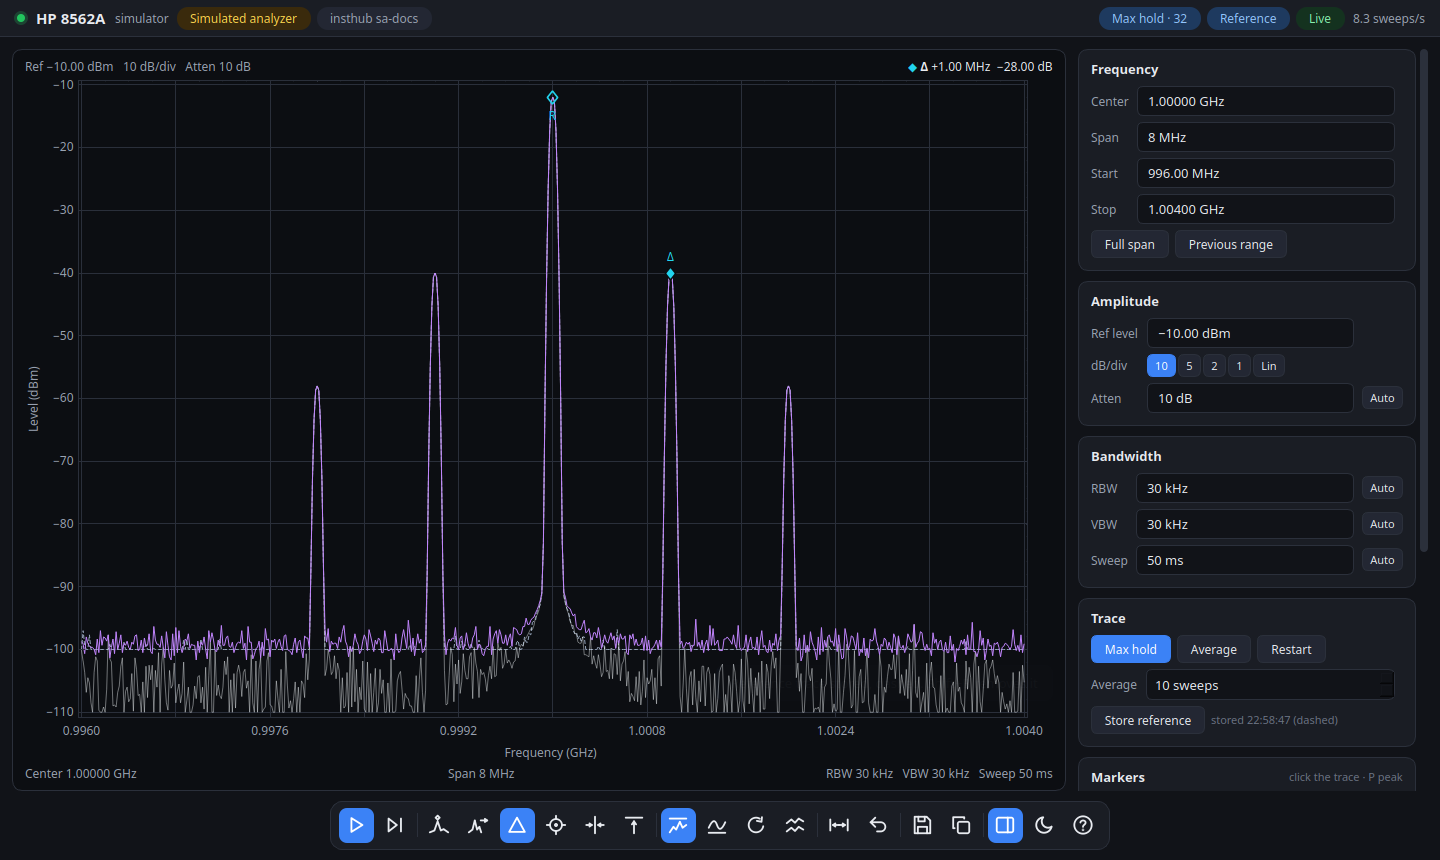 HP 8562A simulator Simulated analyzer insthub sa-docs Max hold · 32 Reference Live 8.3 sweeps/s
Ref −10.00 dBm 10 dB/div Atten 10 dB Δ +1.00 MHz −28.00 dB
−10
−20
−30
−40
−50
−60
−70
−80
−90
−100
−110
Level (dBm)
R
Δ
0.9960 0.9976 0.9992 1.0008 1.0024 1.0040
Frequency (GHz)
Center 1.00000 GHz Span 8 MHz RBW 30 kHz VBW 30 kHz Sweep 50 ms
Frequency
Center 1.00000 GHz
Span 8 MHz
Start 996.00 MHz
Stop 1.00400 GHz
Full span Previous range
Amplitude
Ref level −10.00 dBm
dB/div 10 5 2 1 Lin
Atten 10 dB Auto
Bandwidth
RBW 30 kHz Auto
VBW 30 kHz Auto
Sweep 50 ms Auto
Trace
Max hold Average Restart
Average 10 sweeps
Store reference stored 22:58:47 (dashed)
Markers click the trace · P peak